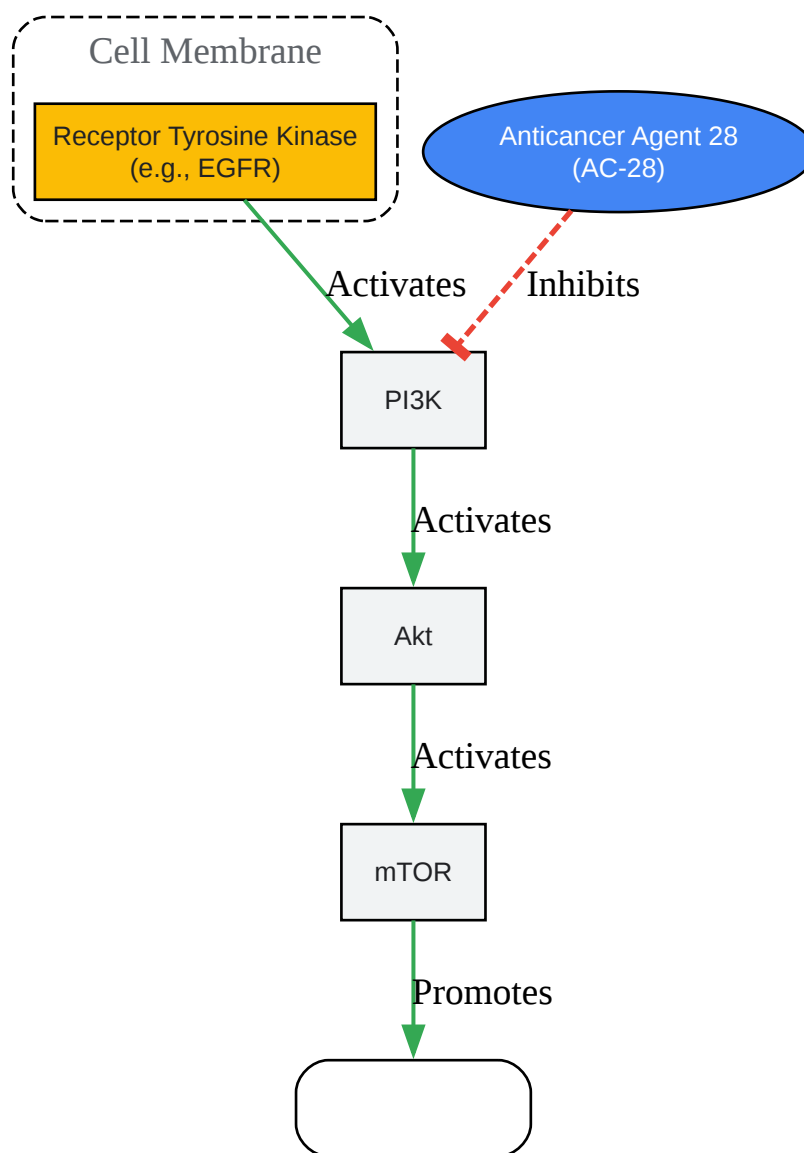 Cell Membrane
Receptor Tyrosine Kinase
(e.g., EGFR)
Anticancer Agent 28
(AC-28)
Activates
Inhibits
PI3K
Activates
Akt
Activates
mTOR
Promotes